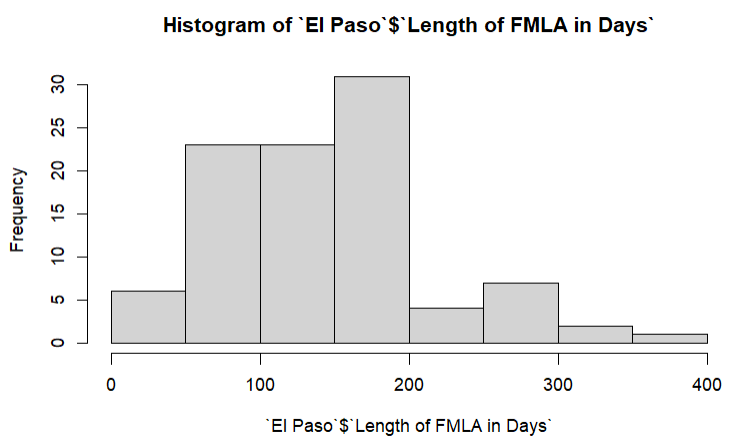 Histogram of `El Paso`$`Length of FMLA in Days`
Frequency
30
25
20
15
10
5
0
0 100 200 300 400
`El Paso`$`Length of FMLA in Days`